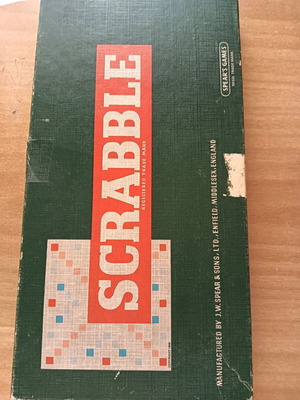 SPEAR'S GAMES
SCRABBLE
REGISTERED TRADE MARK
MANUFACTURED BY J.W. SPEAR & SONS, LTD., ENFIELD, MIDDLESEX, ENGLAND